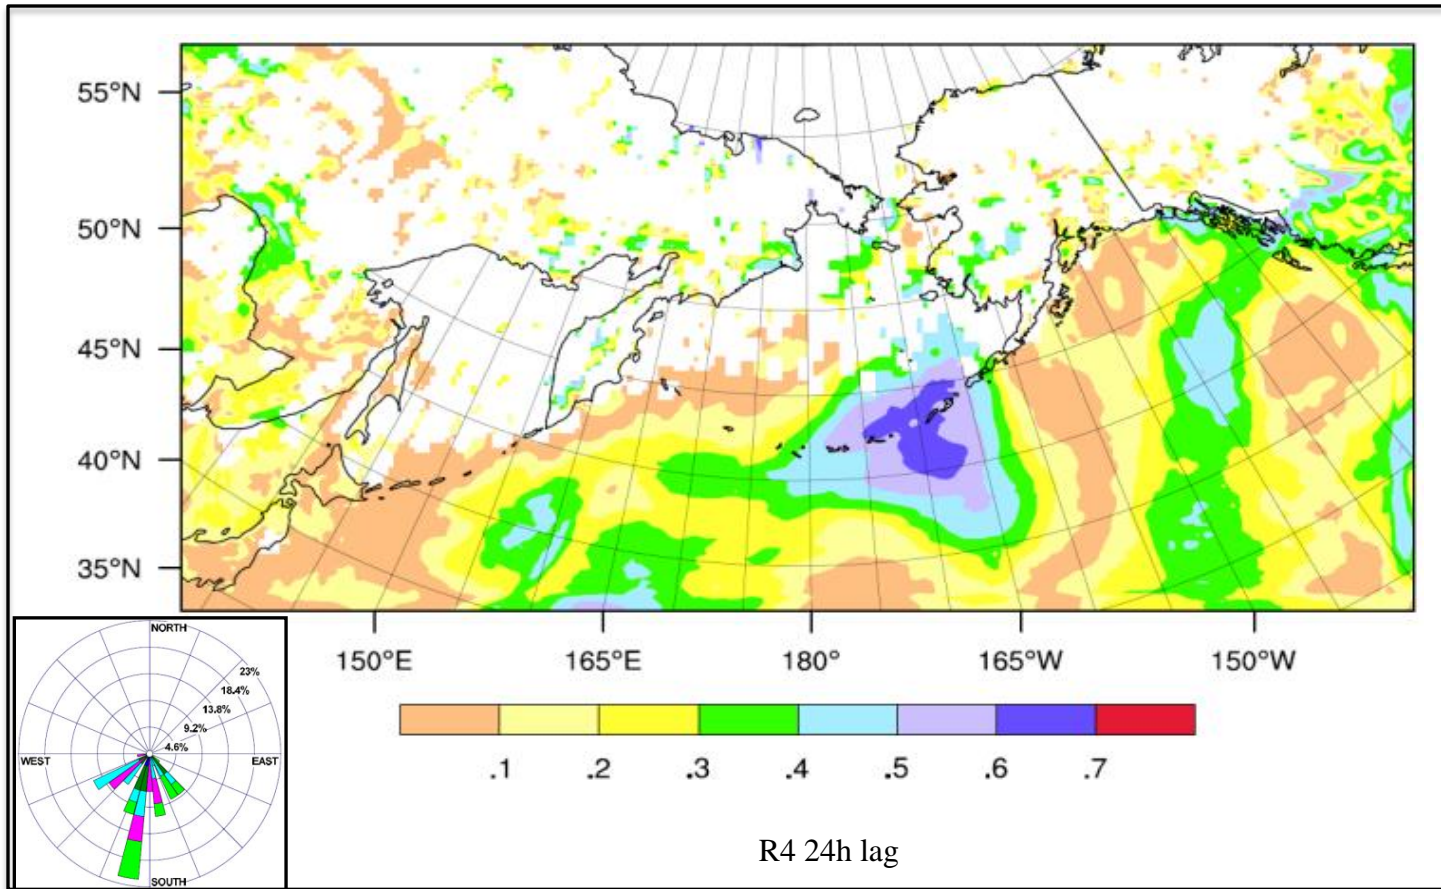 55°N
50°N
45°N
40°N
35°N
150°E 165°E 180° 165°W 150°W
.1 .2 .3 .4 .5 .6 .7
NORTH
23%
18.4%
13.8%
9.2%
4.6%
WEST EAST
SOUTH
R4 24h lag